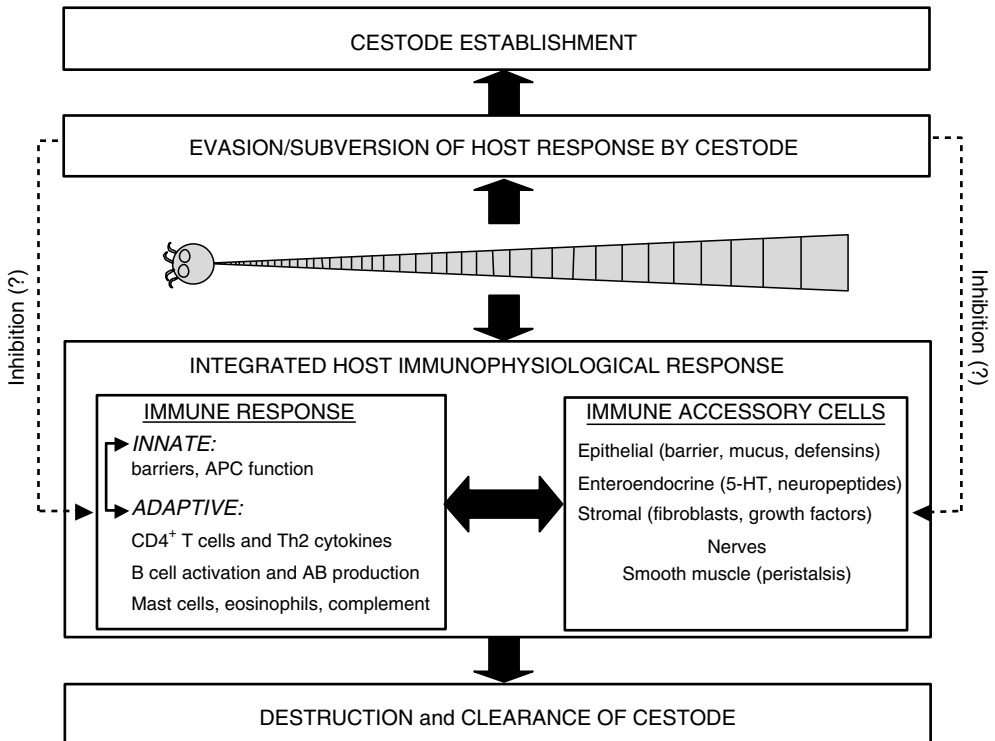 CESTODE ESTABLISHMENT
EVASION/SUBVERSION OF HOST RESPONSE BY CESTODE
Inhibition (?)
Inhibition (?)
INTEGRATED HOST IMMUNOPHYSIOLOGICAL RESPONSE
IMMUNE RESPONSE
INNATE:
barriers, APC function
ADAPTIVE:
CD4⁺ T cells and Th2 cytokines
B cell activation and AB production
Mast cells, eosinophils, complement
IMMUNE ACCESSORY CELLS
Epithelial (barrier, mucus, defensins)
Enteroendocrine (5-HT, neuropeptides)
Stromal (fibroblasts, growth factors)
Nerves
Smooth muscle (peristalsis)
DESTRUCTION and CLEARANCE OF CESTODE